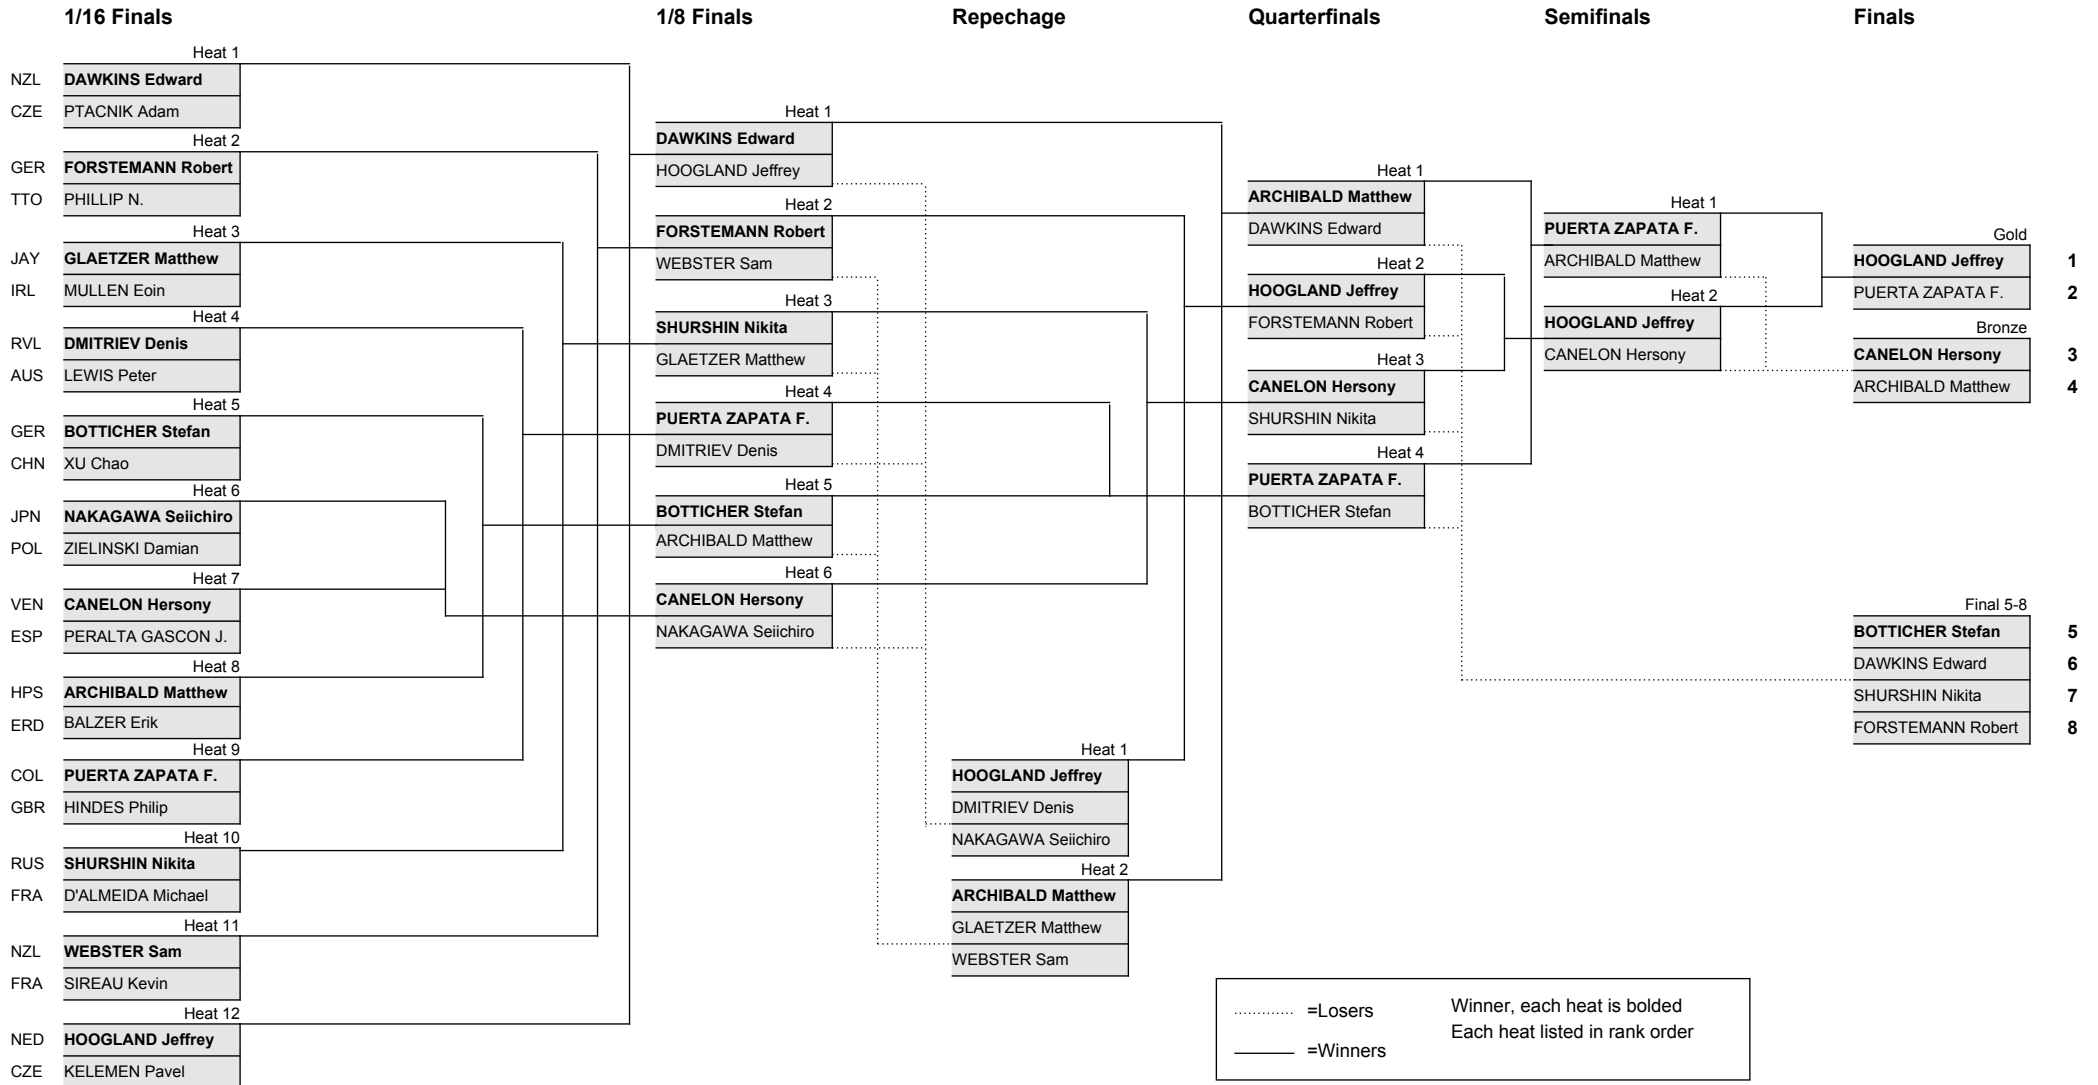 1/16 Finals
1/8 Finals
Repechage
Quarterfinals
Semifinals
Finals
Heat 1
NZL DAWKINS Edward
CZE PTACNIK Adam
Heat 2
GER FORSTEMANN Robert
TTO PHILLIP N.
Heat 3
JAY GLAETZER Matthew
IRL MULLEN Eoin
Heat 4
RVL DMITRIEV Denis
AUS LEWIS Peter
Heat 5
GER BOTTICHER Stefan
CHN XU Chao
Heat 6
JPN NAKAGAWA Seiichiro
POL ZIELINSKI Damian
Heat 7
VEN CANELON Hersony
ESP PERALTA GASCON J.
Heat 8
HPS ARCHIBALD Matthew
ERD BALZER Erik
Heat 9
COL PUERTA ZAPATA F.
GBR HINDES Philip
Heat 10
RUS SHURSHIN Nikita
FRA D'ALMEIDA Michael
Heat 11
NZL WEBSTER Sam
FRA SIREAU Kevin
Heat 12
NED HOOGLAND Jeffrey
CZE KELEMEN Pavel
Heat 1
DAWKINS Edward
HOOGLAND Jeffrey
Heat 2
FORSTEMANN Robert
WEBSTER Sam
Heat 3
SHURSHIN Nikita
GLAETZER Matthew
Heat 4
PUERTA ZAPATA F.
DMITRIEV Denis
Heat 5
BOTTICHER Stefan
ARCHIBALD Matthew
Heat 6
CANELON Hersony
NAKAGAWA Seiichiro
Heat 1
HOOGLAND Jeffrey
DMITRIEV Denis
NAKAGAWA Seiichiro
Heat 2
ARCHIBALD Matthew
GLAETZER Matthew
WEBSTER Sam
Heat 1
ARCHIBALD Matthew
DAWKINS Edward
Heat 2
HOOGLAND Jeffrey
FORSTEMANN Robert
Heat 3
CANELON Hersony
SHURSHIN Nikita
Heat 4
PUERTA ZAPATA F.
BOTTICHER Stefan
Heat 1
PUERTA ZAPATA F.
ARCHIBALD Matthew
Heat 2
HOOGLAND Jeffrey
CANELON Hersony
Gold
HOOGLAND Jeffrey 1
PUERTA ZAPATA F. 2
Bronze
CANELON Hersony 3
ARCHIBALD Matthew 4
Final 5-8
BOTTICHER Stefan 5
DAWKINS Edward 6
SHURSHIN Nikita 7
FORSTEMANN Robert 8
=Losers
=Winners
Winner, each heat is bolded
Each heat listed in rank order